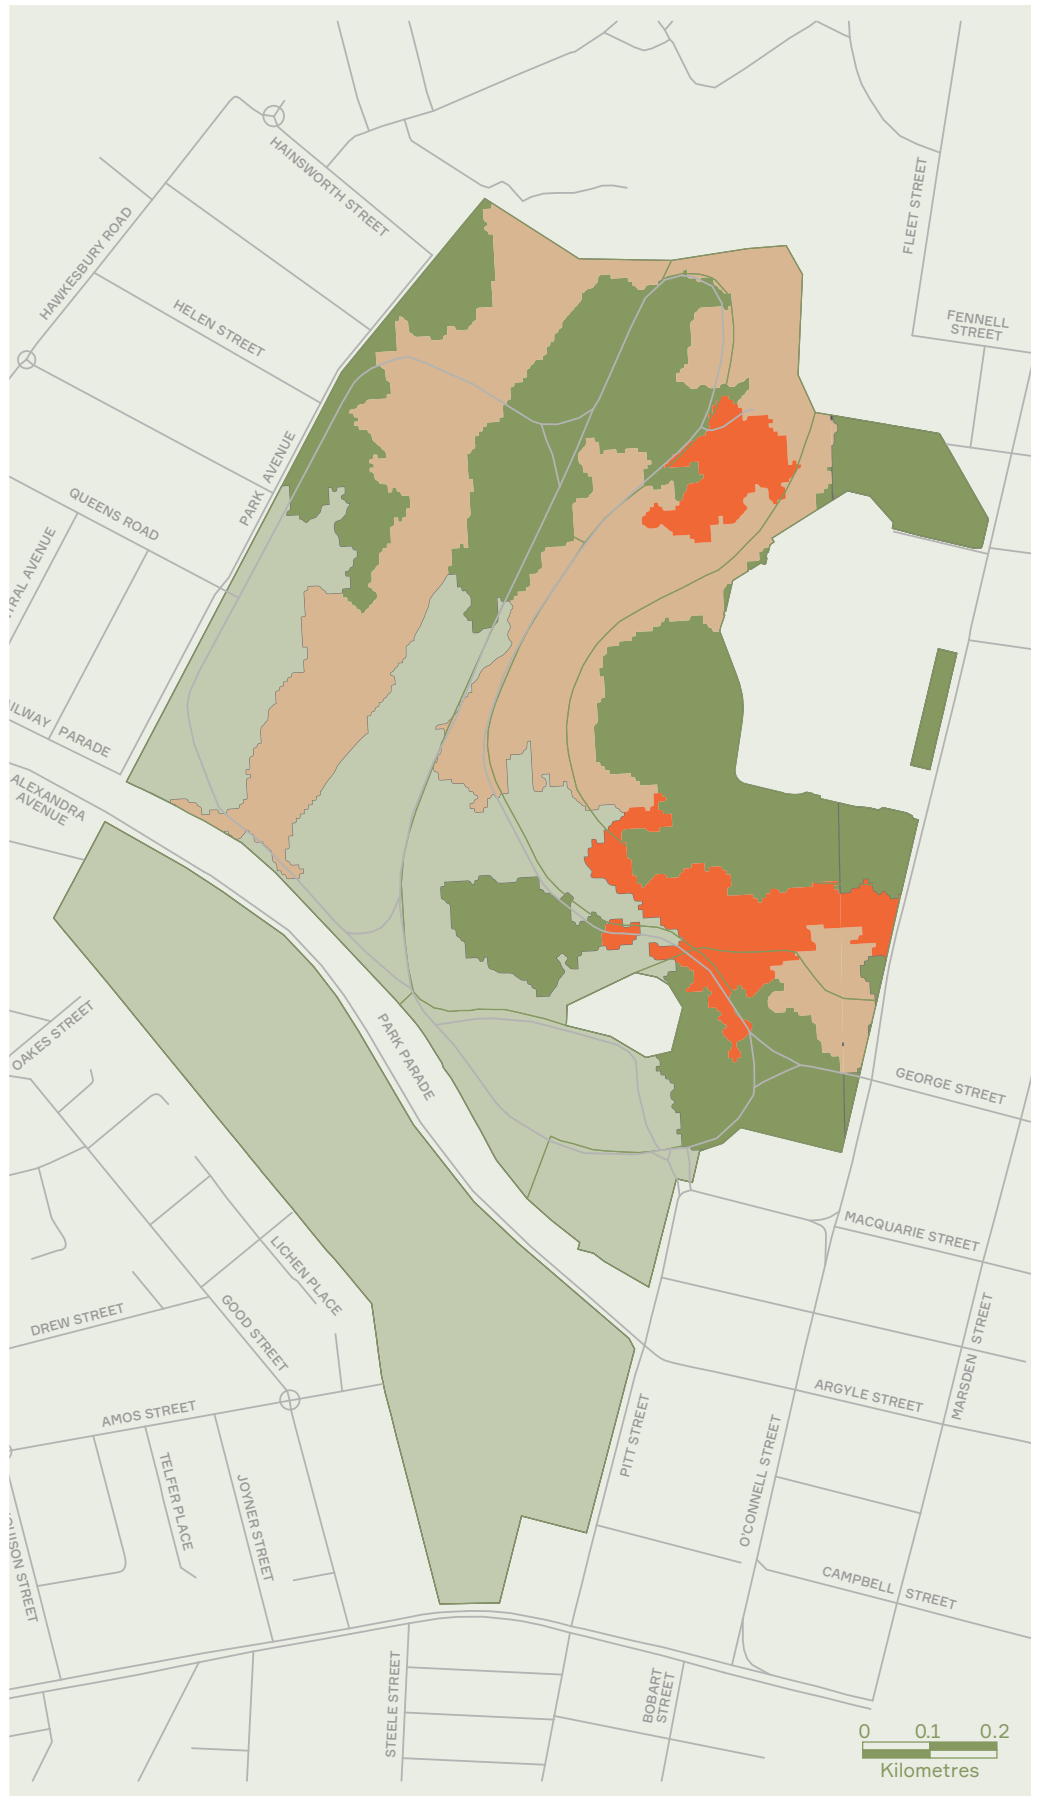 HAINSWORTH STREET
HAWKESBURY ROAD
FLEET STREET
HELEN STREET
FENNELL
STREET
PARK AVENUE
QUEENS ROAD
TRAL AVENUE
ILWAY PARADE
ALEXANDRA
AVENUE
OAKES STREET
PARK PARADE
GEORGE STREET
MACQUARIE STREET
LICHEN PLACE
GOOD STREET
DREW STREET
MARSDEN STREET
ARGYLE STREET
AMOS STREET
PITT STREET
O'CONNELL STREET
TELFER PLACE
JOYNER STREET
OUISON STREET
CAMPBELL STREET
STEELE STREET
BOBART
STREET
0 0.1 0.2
Kilometres